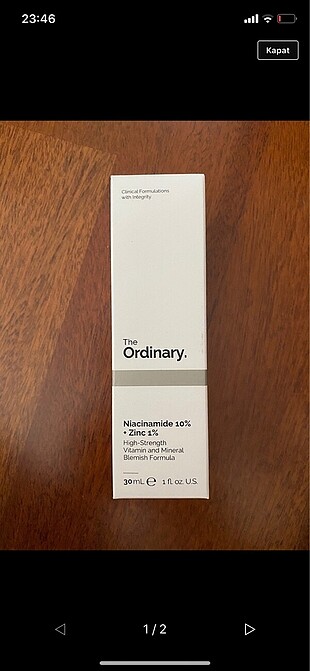 23:46
Kapat
Clinical Formulations
with Integrity
The
Ordinary.
Niacinamide 10%
+ Zinc 1%
High-Strength
Vitamin and Mineral
Blemish Formula
30mL ℮ 1 fl. oz. U.S.
1 / 2